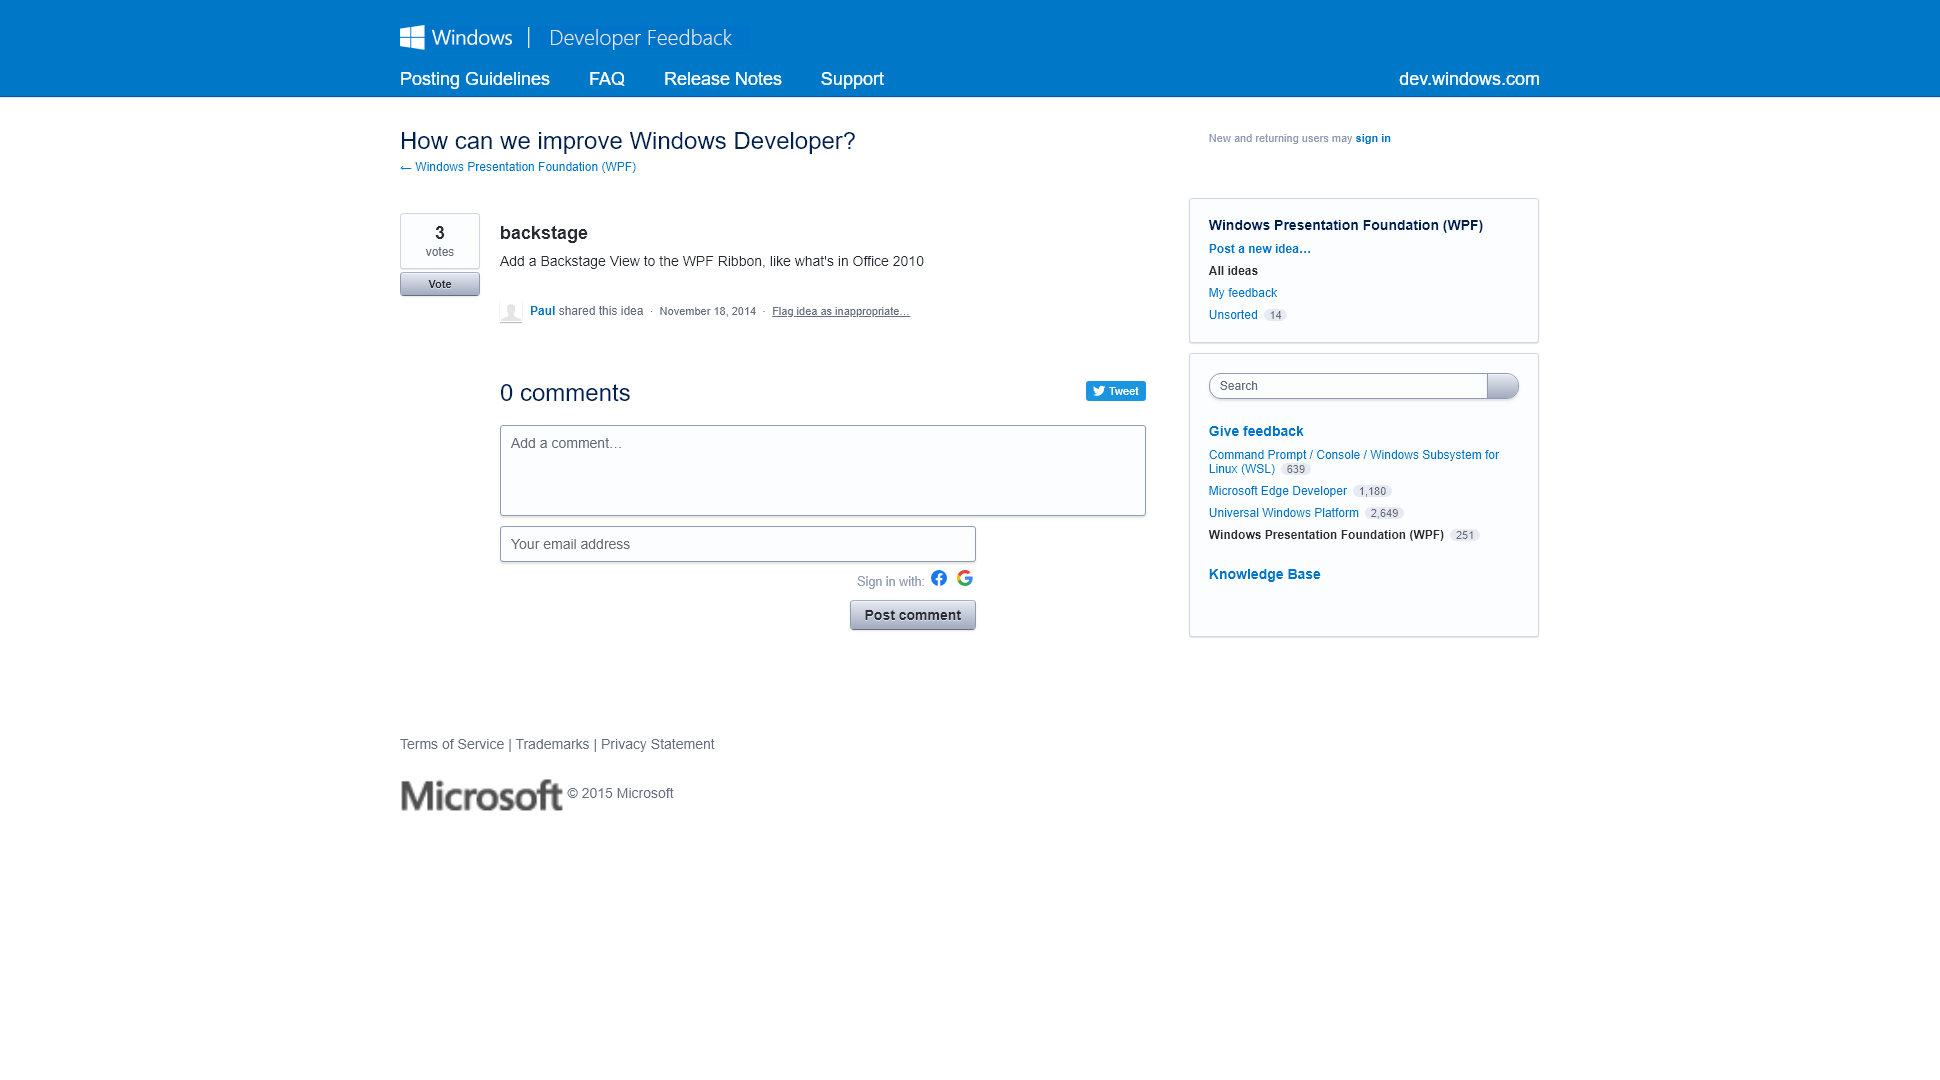 Windows | Developer Feedback
Posting Guidelines FAQ Release Notes Support dev.windows.com
How can we improve Windows Developer?
← Windows Presentation Foundation (WPF)
New and returning users may sign in
3
votes
Vote
backstage
Add a Backstage View to the WPF Ribbon, like what's in Office 2010
Paul shared this idea · November 18, 2014 · Flag idea as inappropriate…
0 comments
Tweet
Add a comment…
Your email address
Sign in with:
Post comment
Windows Presentation Foundation (WPF)
Post a new idea…
All ideas
My feedback
Unsorted 14
Search
Give feedback
Command Prompt / Console / Windows Subsystem for
Linux (WSL) 639
Microsoft Edge Developer 1,180
Universal Windows Platform 2,649
Windows Presentation Foundation (WPF) 251
Knowledge Base
Terms of Service | Trademarks | Privacy Statement
Microsoft © 2015 Microsoft